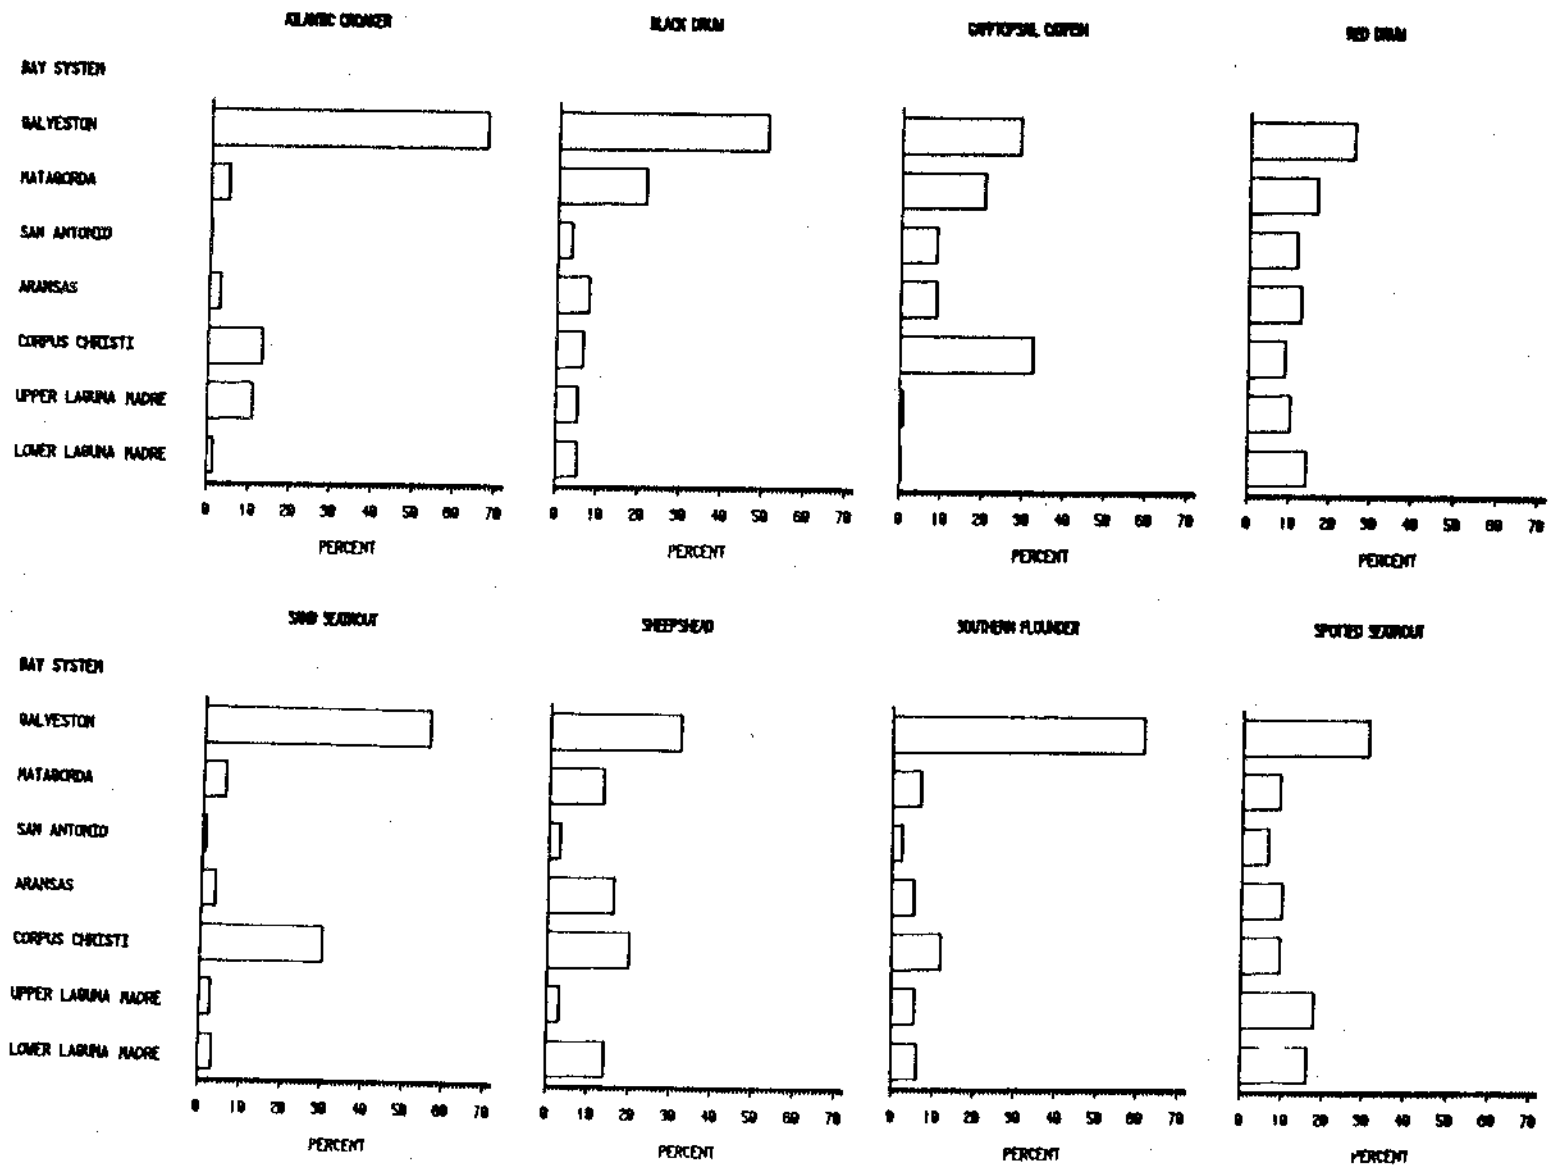 ATLANTIC CROAKER
BLACK DRUM
GAFFTOPSAIL CATFISH
RED DRUM
BAY SYSTEM
GALVESTON
MATAGORDA
SAN ANTONIO
ARANSAS
CORPUS CHRISTI
UPPER LAGUNA MADRE
LOWER LAGUNA MADRE
0 10 20 30 40 50 60 70
0 10 20 30 40 50 60 70
0 10 20 30 40 50 60 70
0 10 20 30 40 50 60 70
PERCENT
PERCENT
PERCENT
PERCENT
SAND SEATROUT
SHEEPSHEAD
SOUTHERN FLOUNDER
SPOTTED SEATROUT
BAY SYSTEM
GALVESTON
MATAGORDA
SAN ANTONIO
ARANSAS
CORPUS CHRISTI
UPPER LAGUNA MADRE
LOWER LAGUNA MADRE
0 10 20 30 40 50 60 70
0 10 20 30 40 50 60 70
0 10 20 30 40 50 60 70
0 10 20 30 40 50 60 70
PERCENT
PERCENT
PERCENT
PERCENT